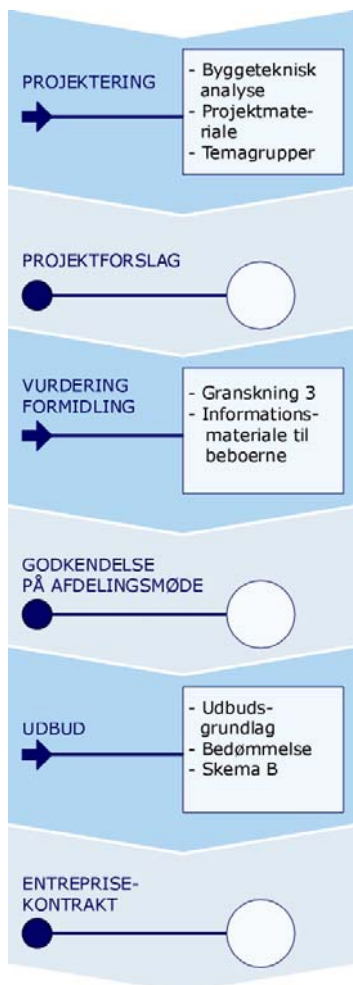 PROJEKTERING
- Byggeteknisk
analyse
- Projektmate-
riale
- Temagrupper
PROJEKTFORSLAG
VURDERING
FORMIDLING
- Granskning 3
- Informations-
materiale til
beboerne
GODKENDELSE
PÅ AFDELINGSMØDE
UDBUD
- Udbuds-
grundlag
- Bedømmelse
- Skema B
ENTREPRISE-
KONTRAKT